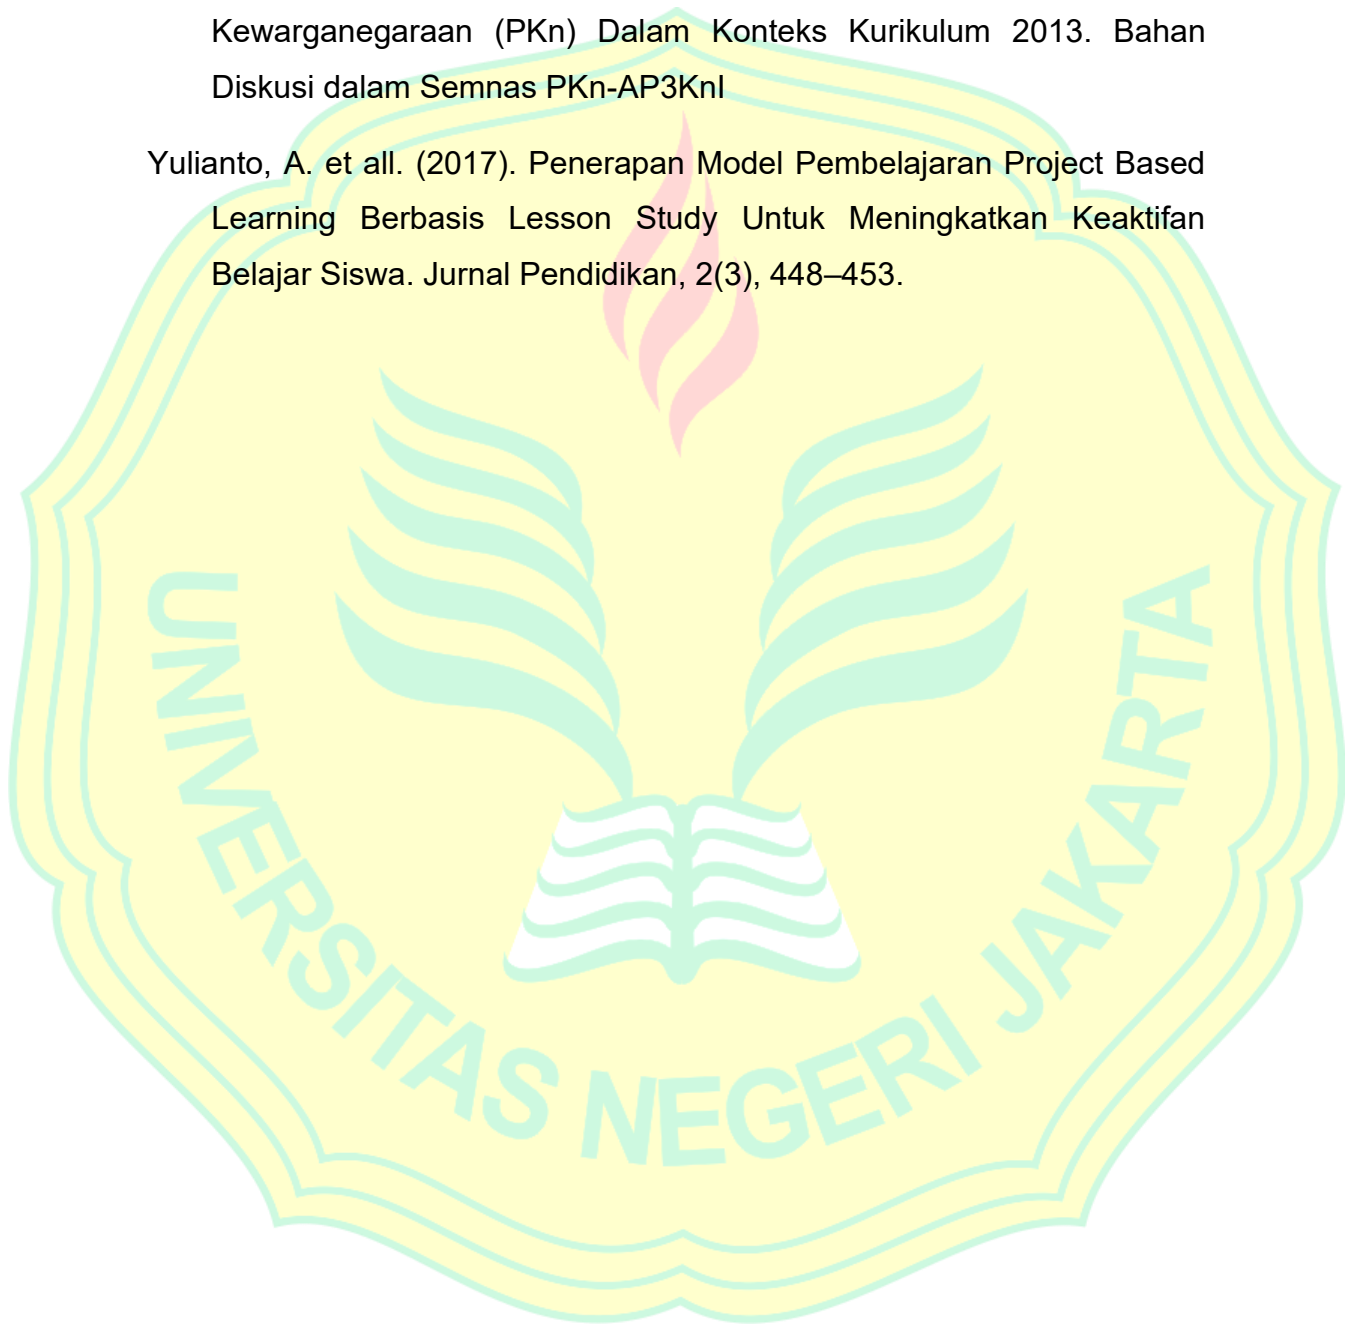 Kewarganegaraan (PKn) Dalam Konteks Kurikulum 2013. Bahan
Diskusi dalam Semnas PKn-AP3KnI
Yulianto, A. et all. (2017). Penerapan Model Pembelajaran Project Based
Learning Berbasis Lesson Study Untuk Meningkatkan Keaktifan
Belajar Siswa. Jurnal Pendidikan, 2(3), 448–453.
UNIVERSITAS NEGERI JAKARTA